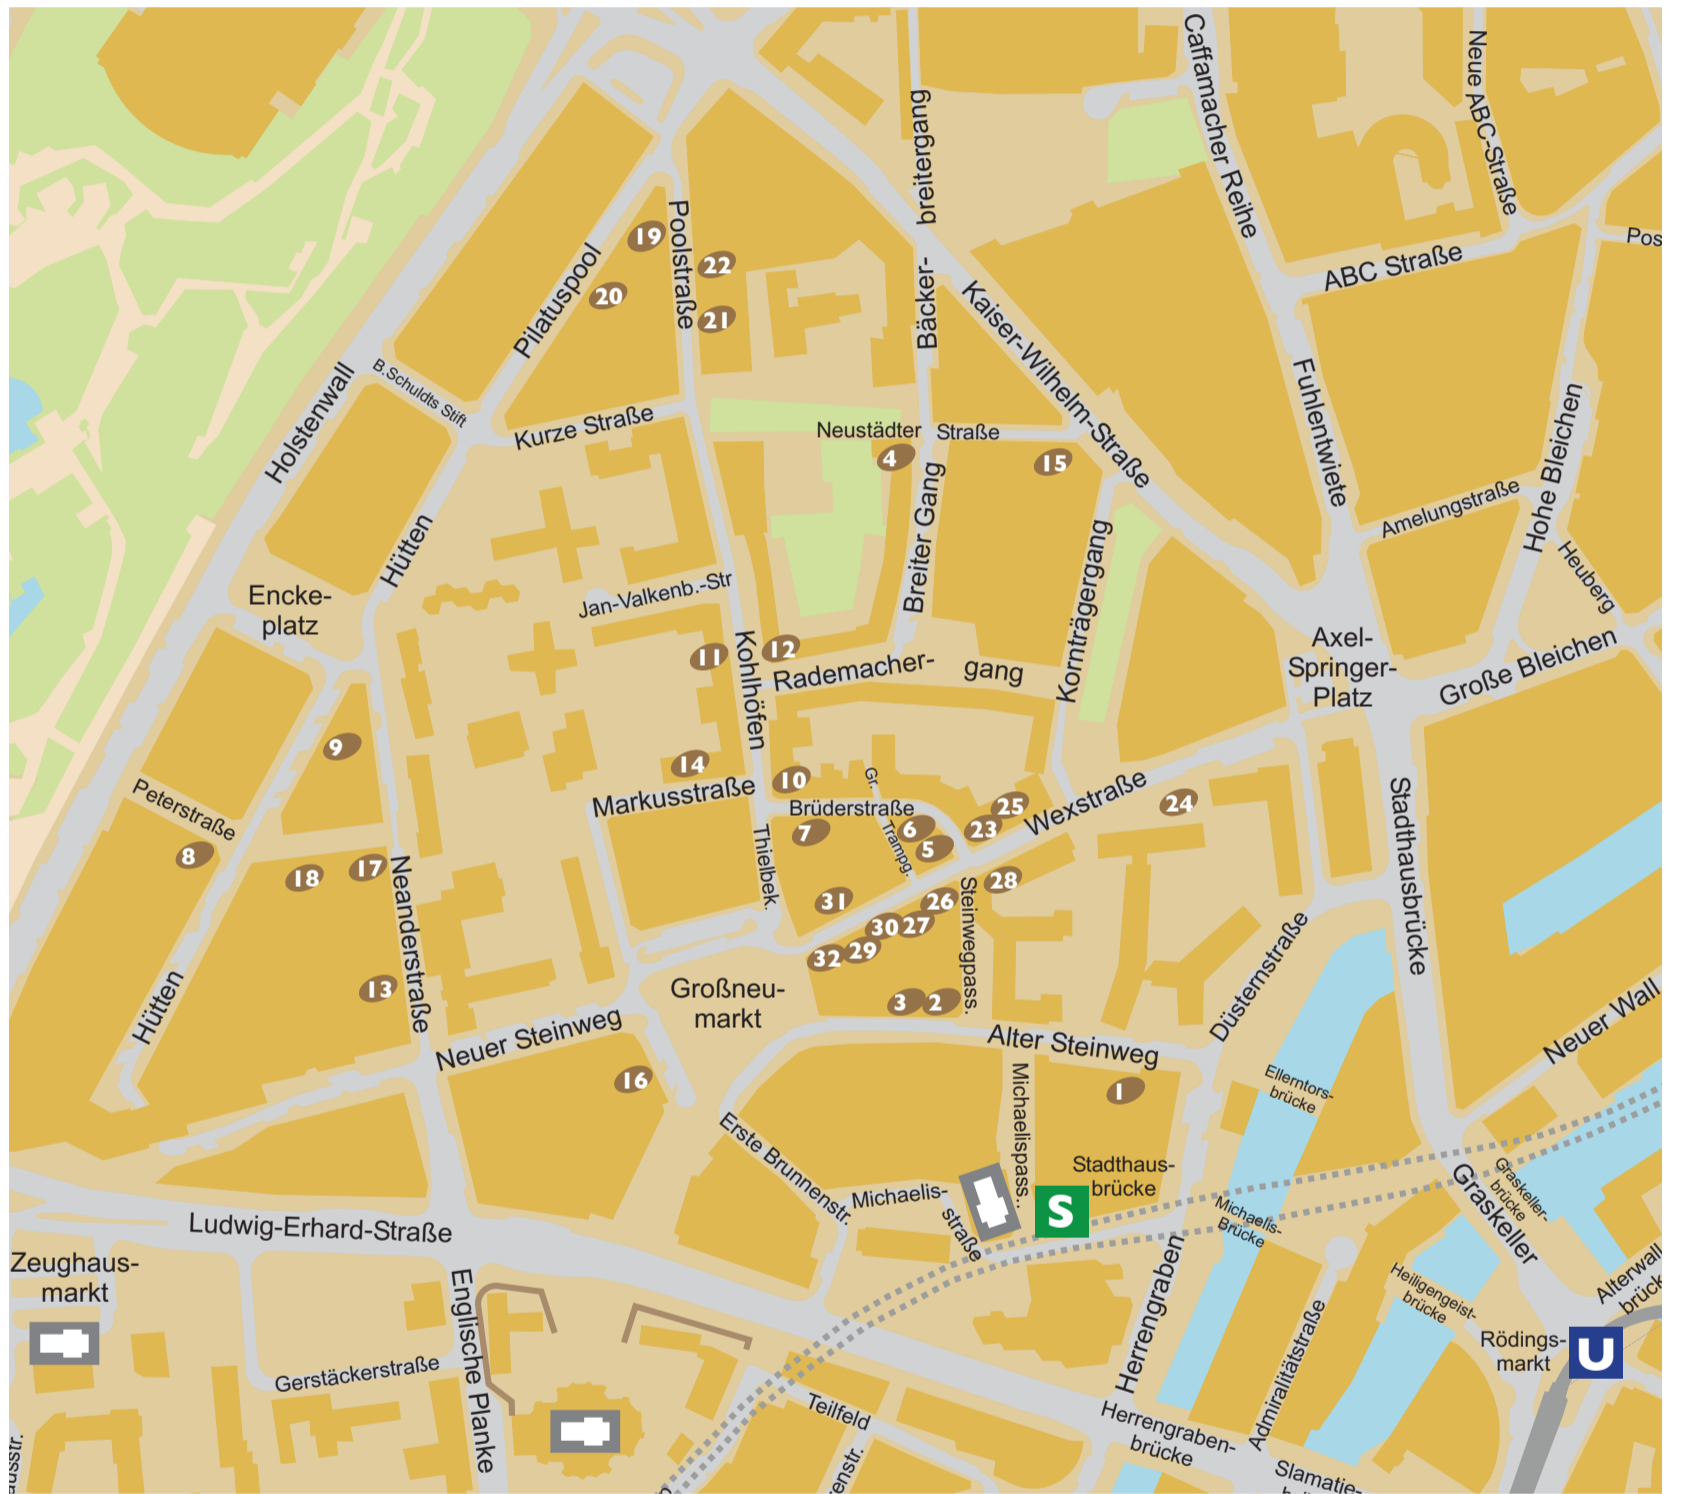 Caffamacher Reihe
Neue ABC-Straße
breitergang
Bäcker-
Pos
ABC Straße
Poolstraße
19
22
20
21
Pilatuspool
Kaiser-Wilhelm-Straße
Holstenwall
B.Schuldts Stift
Kurze Straße
Neustädter Straße
4
15
Fuhlentwiete
Hohe Bleichen
Amelungstraße
Heuberg
Hütten
Breiter Gang
Kornträgergang
Encke-
platz
Jan-Valkenb.-Str
Kohlhöfen
11
12
Rademacher-
gang
Axel-
Springer-
Platz
Große Bleichen
9
14
10
Markusstraße
Gr.
Trampg.
Brüderstraße
7
6
5
25
23
Wexstraße
24
Stadthausbrücke
Peterstraße
8
18
17
Neanderstraße
Thielbek.
31
26
28
30
27
29
32
Steinwegpass.
3
2
Düsternstraße
13
Hütten
Großneu-
markt
Neuer Steinweg
Alter Steinweg
Neuer Wall
16
1
Ellerntors-
brücke
Michaelispass.
Erste Brunnenstr.
Stadthaus-
brücke
S
Michaelis-
straße
Michaelis-
Brücke
Graskeller
Graskeller-
brücke
Ludwig-Erhard-Straße
Zeughaus-
markt
Englische Planke
Gerstäckerstraße
Herrengraben
Admiralitätstraße
Heiligengeist-
brücke
Alterwall
brück
Rödings-
markt
U
Teilfeld
Herrengraben-
brücke
Slamatje-
enstr.
ausstr.